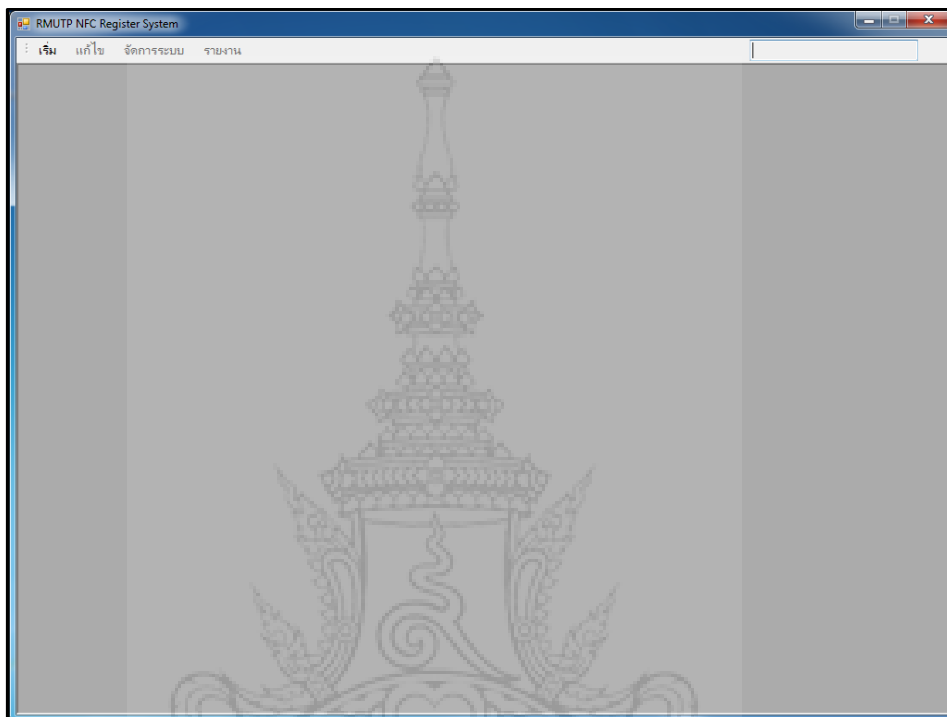 RMUTP NFC Register System
เริ่ม แก้ไข จัดการระบบ รายงาน